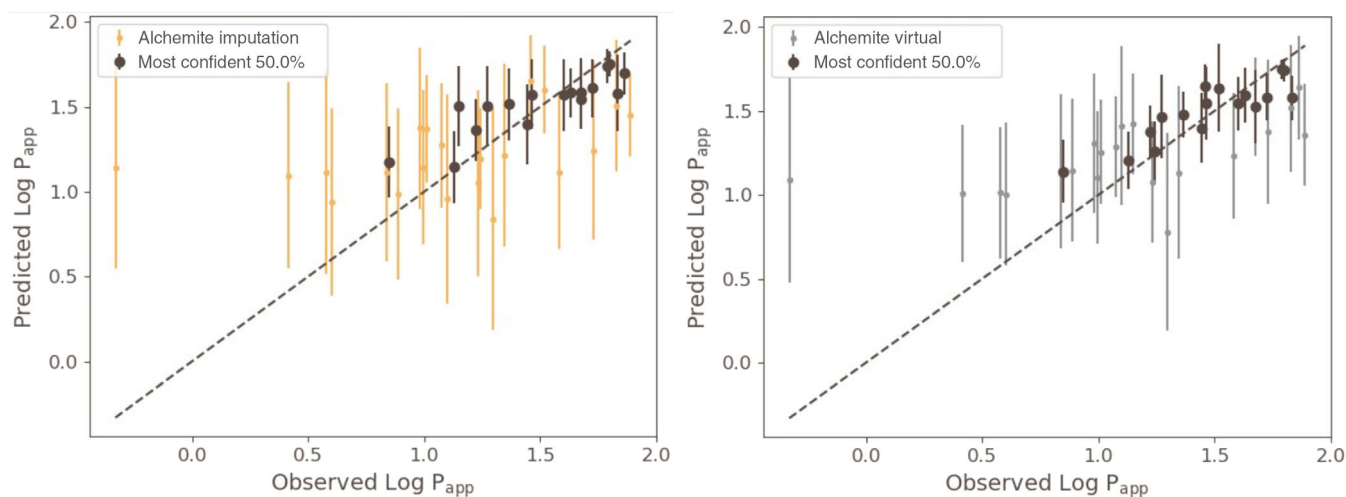 2.0
1.5
1.0
0.5
0.0
Predicted Log Papp
Alchemite imputation
Most confident 50.0%
0.0 0.5 1.0 1.5 2.0
Observed Log Papp
2.0
1.5
1.0
0.5
0.0
Predicted Log Papp
Alchemite virtual
Most confident 50.0%
0.0 0.5 1.0 1.5 2.0
Observed Log Papp